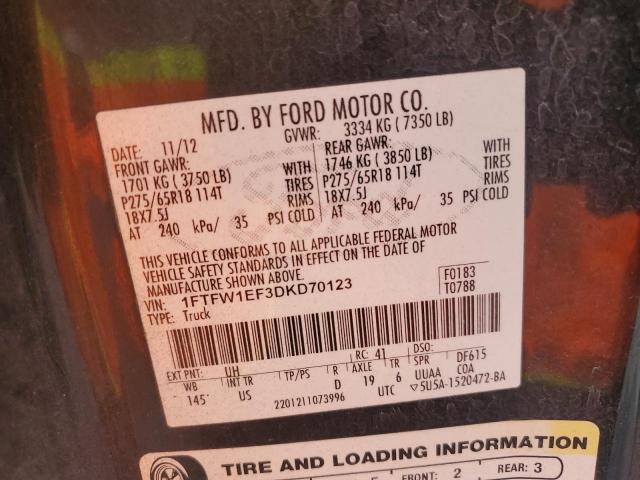 MFD. BY FORD MOTOR CO.
DATE: 11/12 GVWR: 3334 KG ( 7350 LB)
FRONT GAWR: REAR GAWR:
1701 KG ( 3750 LB) WITH 1746 KG ( 3850 LB) WITH
P275/65R18 114T TIRES P275/65R18 114T TIRES
18X7.5J RIMS 18X7.5J RIMS
AT 240 kPa/ 35 PSI COLD AT 240 kPa/ 35 PSI COLD
THIS VEHICLE CONFORMS TO ALL APPLICABLE FEDERAL MOTOR
VEHICLE SAFETY STANDARDS IN EFFECT ON THE DATE OF
MANUFACTURE SHOWN ABOVE.
VIN: 1FTFW1EF3DKD70123 F0183
TYPE: Truck T0788
EXT PNT: UH RC: 41 DSO:
WB INT TR TP/PS R AXLE TR SPR DF615
145 US D 19 6 UUAA COA
2201211073996 UTC ▽5U5A-1520472-BA
TIRE AND LOADING INFORMATION
FRONT: 2 REAR: 3